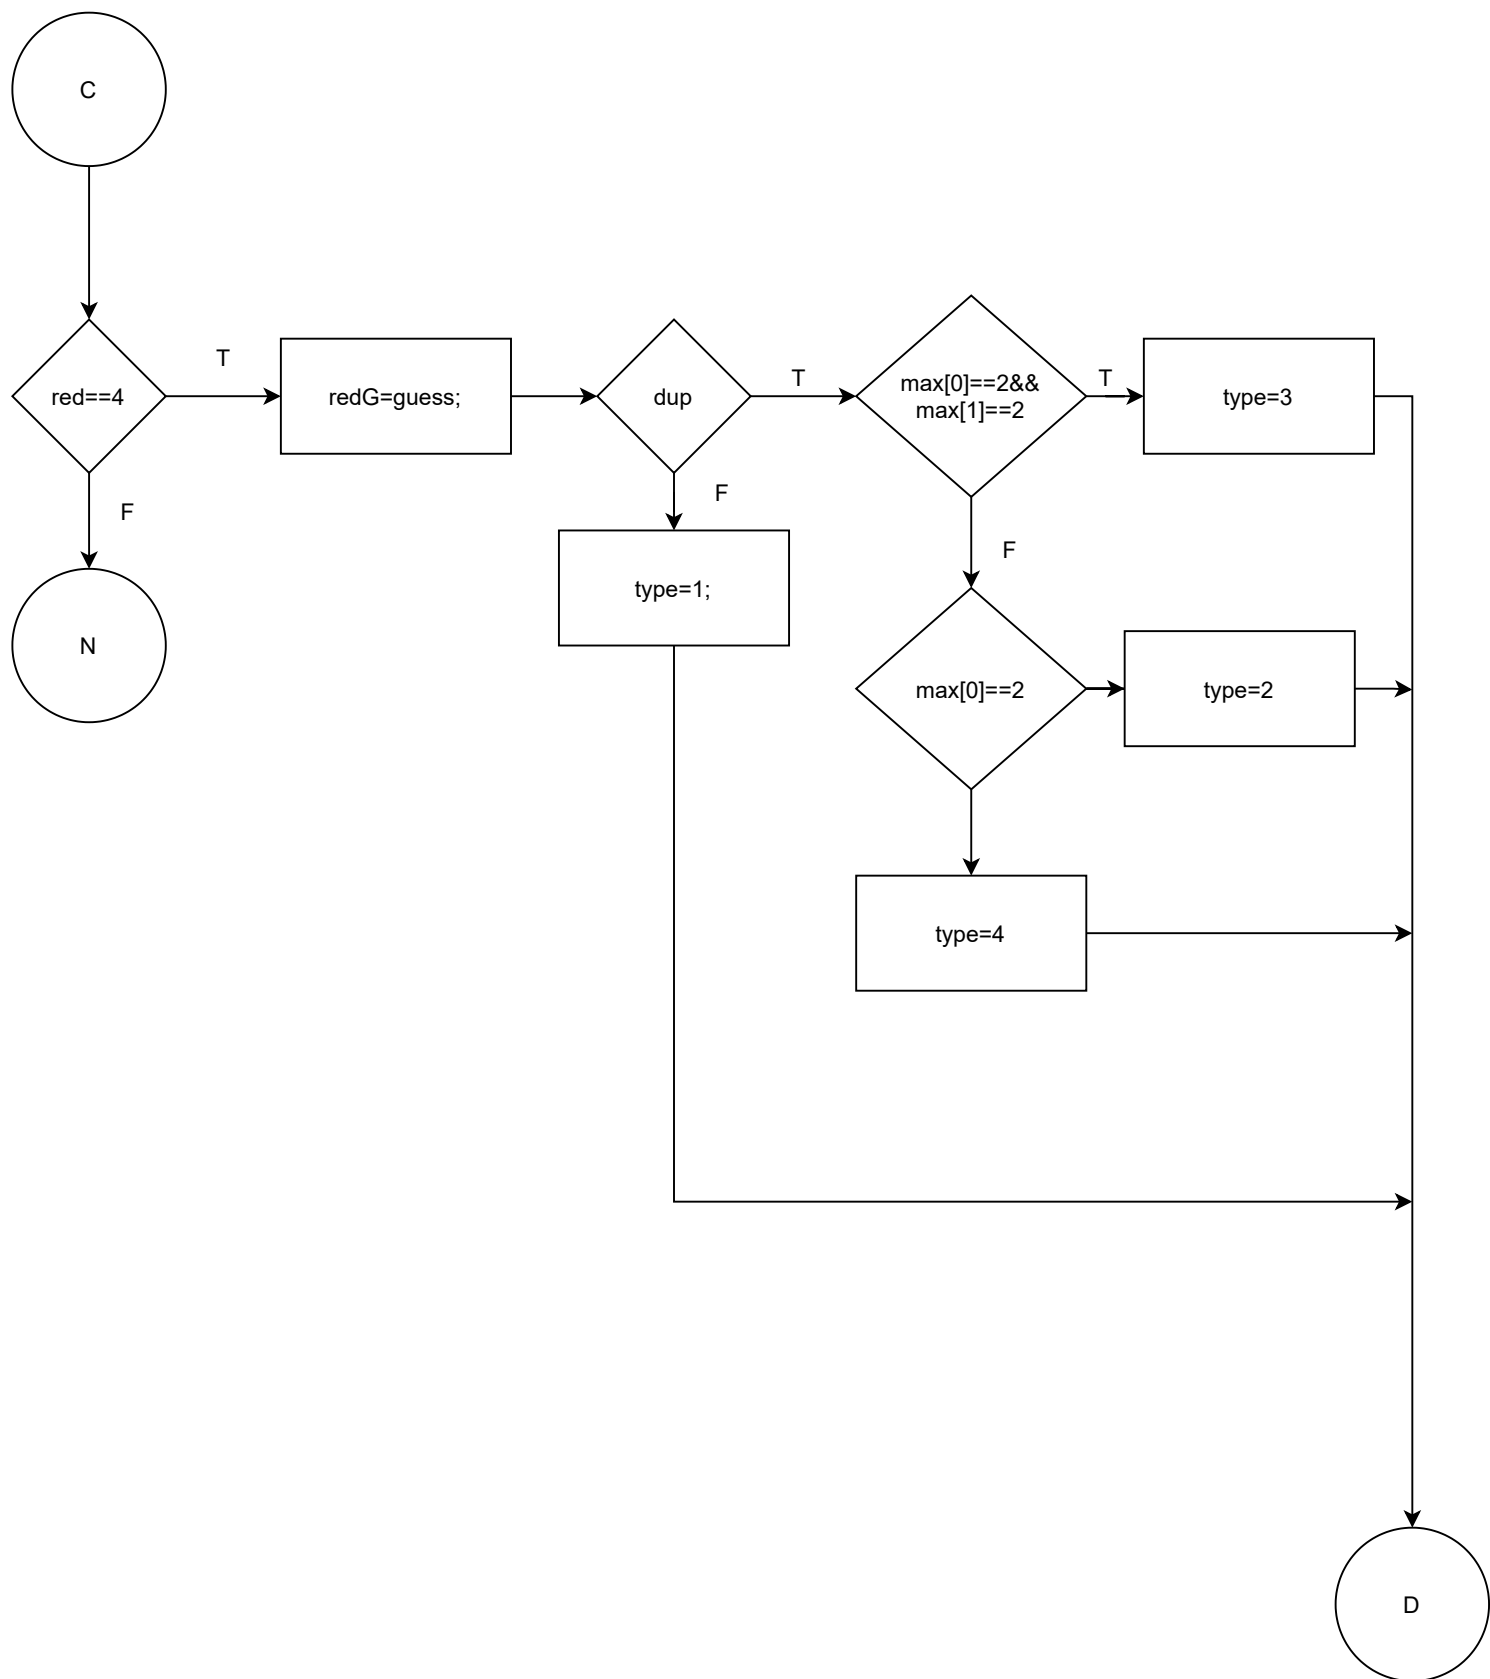 C
T
red==4
redG=guess;
dup
T
max[0]==2&&
max[1]==2
T
type=3
F
F
type=1;
F
N
max[0]==2
type=2
type=4
D